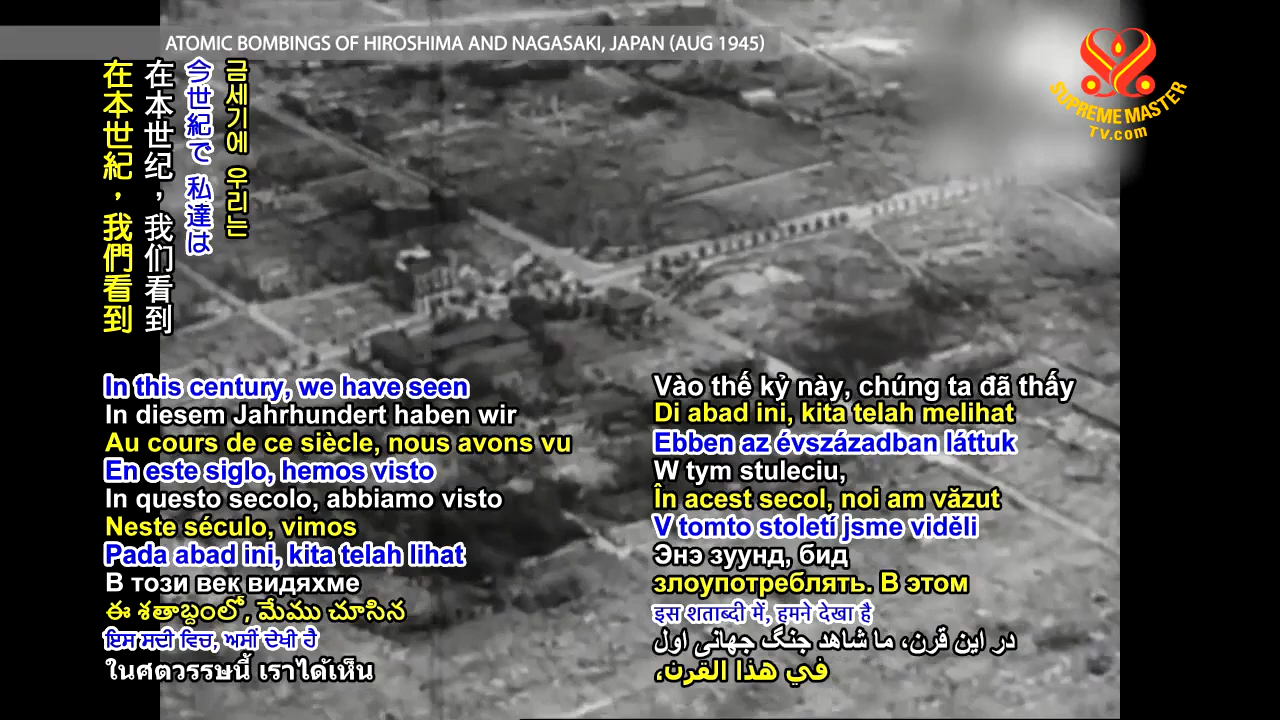 ATOMIC BOMBINGS OF HIROSHIMA AND NAGASAKI, JAPAN (AUG 1945)
SUPREME MASTER
TV.com
금세기에 우리는
今世紀で 私達は
在本世纪，我们看到
在本世紀，我們看到
In this century, we have seen
In diesem Jahrhundert haben wir
Au cours de ce siècle, nous avons vu
En este siglo, hemos visto
In questo secolo, abbiamo visto
Neste século, vimos
Pada abad ini, kita telah lihat
В този век видяхме
ఈ శతాబ్దంలో, మేము చూసిన
ਇਸ ਸਦੀ ਵਿਚ, ਅਸੀਂ ਦੇਖੀ ਹੈ
ในศตวรรษนี้ เราได้เห็น
Vào thế kỷ này, chúng ta đã thấy
Di abad ini, kita telah melihat
Ebben az évszázadban láttuk
W tym stuleciu,
În acest secol, noi am văzut
V tomto století jsme viděli
Энэ зуунд, бид
злоупотреблять. В этом
इस शताब्दी में, हमने देखा है
در این قرن، ما شاهد جنگ جهانی اول
في هذا القرن،